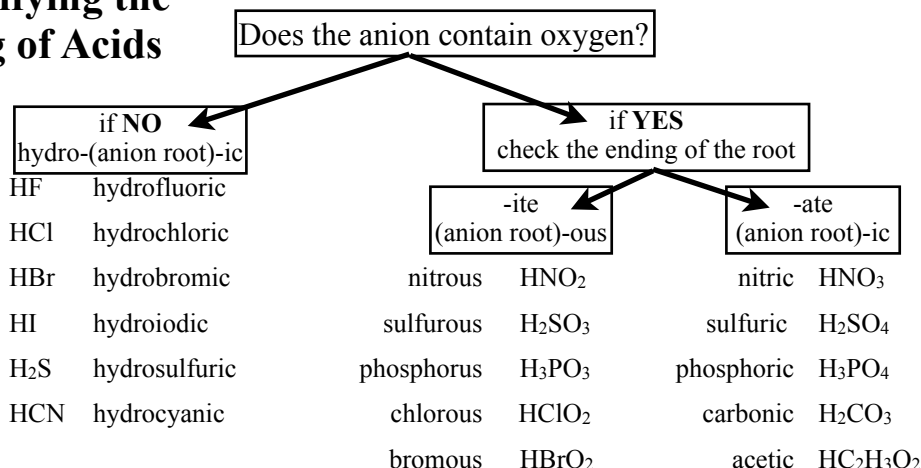 ifying the
g of Acids
Does the anion contain oxygen?
if NO
hydro-(anion root)-ic
HF hydrofluoric
HCl hydrochloric
HBr hydrobromic
HI hydroiodic
H₂S hydrosulfuric
HCN hydrocyanic
if YES
check the ending of the root
-ite
(anion root)-ous
nitrous HNO₂
sulfurous H₂SO₃
phosphorus H₃PO₃
chlorous HClO₂
bromous HBrO₂
-ate
(anion root)-ic
nitric HNO₃
sulfuric H₂SO₄
phosphoric H₃PO₄
carbonic H₂CO₃
acetic HC₂H₃O₂